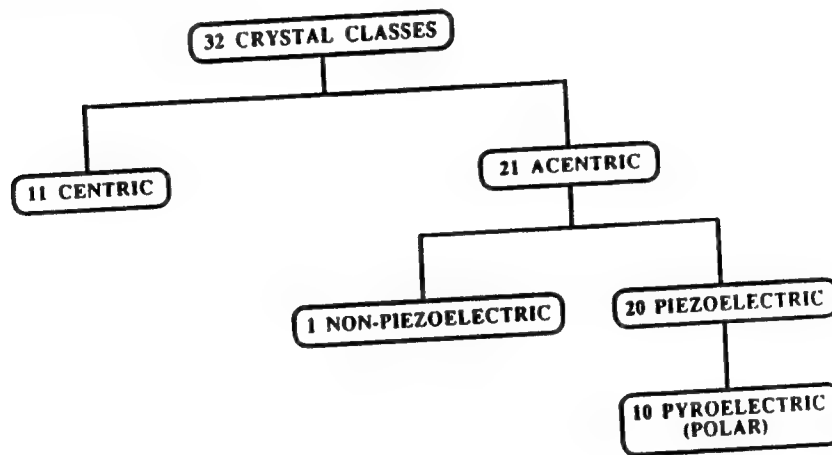 32 CRYSTAL CLASSES
11 CENTRIC
21 ACENTRIC
1 NON-PIEZOELECTRIC
20 PIEZOELECTRIC
10 PYROELECTRIC
(POLAR)